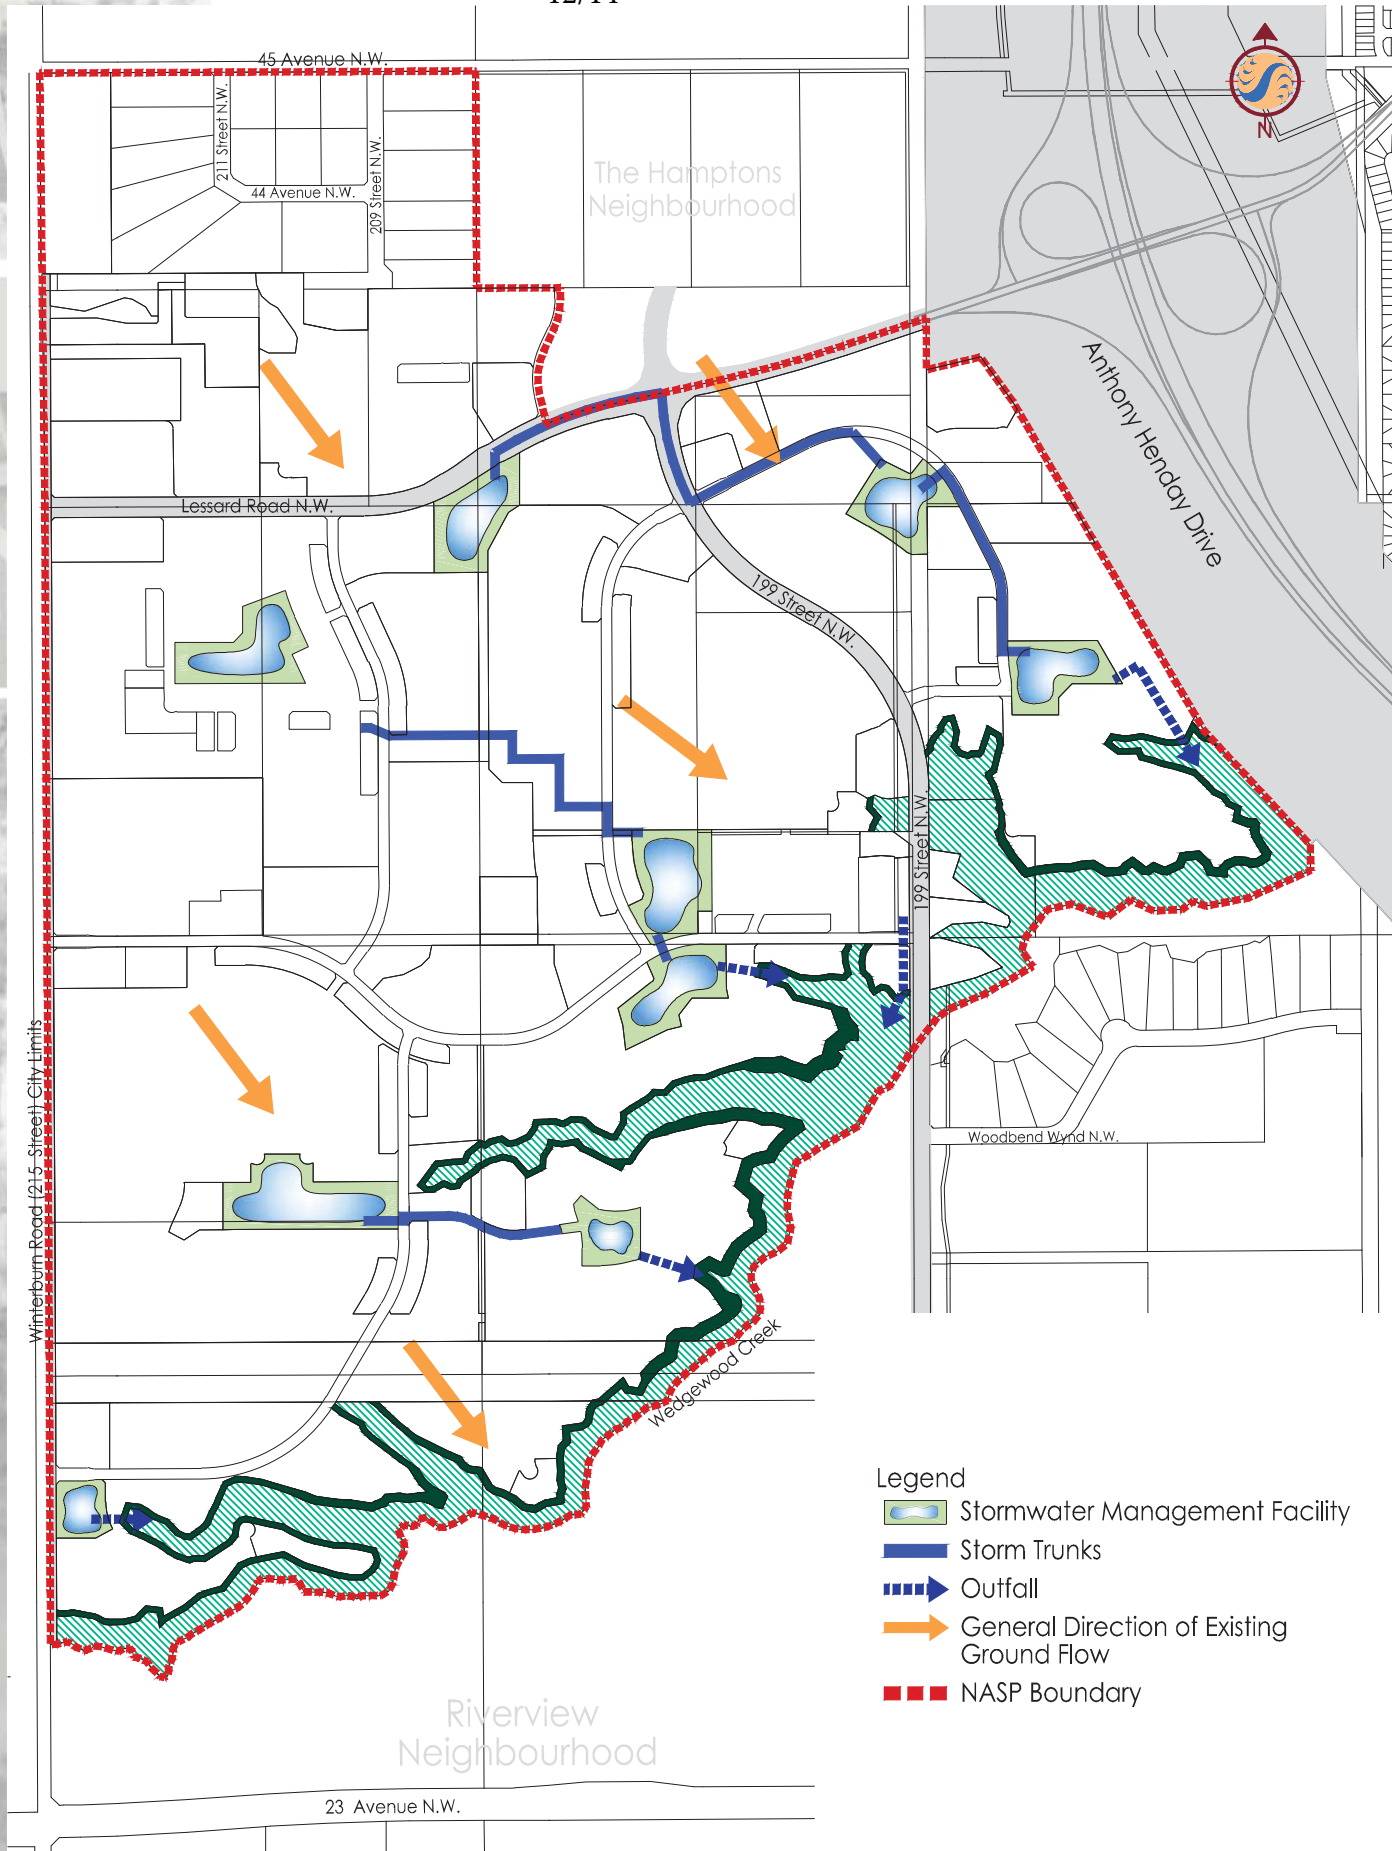 45 Avenue N.W.
211 Street N.W.
44 Avenue N.W.
209 Street N.W.
The Hamptons
Neighbourhood
N
Anthony Henday Drive
Lessard Road N.W.
199 Street N.W.
199 Street N.W.
Winterburn Road (215 Street) City Limits
Woodbend Wynd N.W.
Wedgewood Creek
Legend
Stormwater Management Facility
Storm Trunks
Outfall
General Direction of Existing
Ground Flow
NASP Boundary
Riverview
Neighbourhood
23 Avenue N.W.